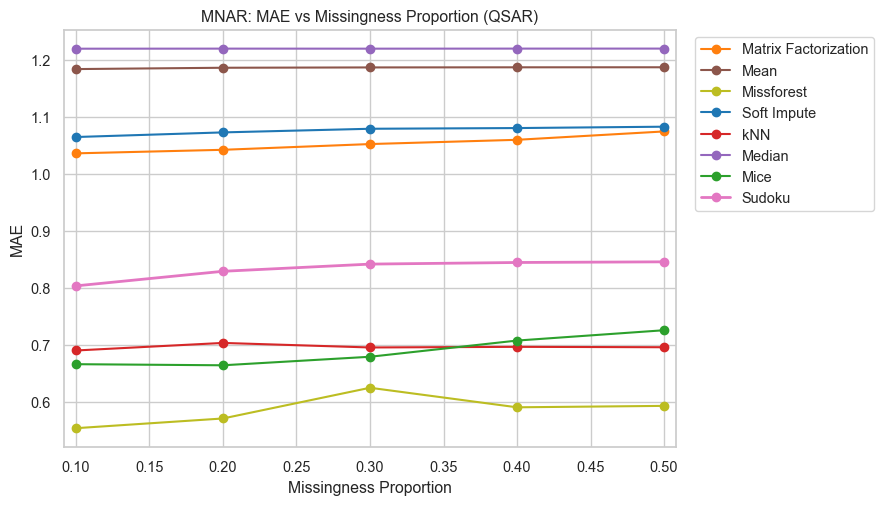 MNAR: MAE vs Missingness Proportion (QSAR)
MAE
1.2
1.1
1.0
0.9
0.8
0.7
0.6
0.10 0.15 0.20 0.25 0.30 0.35 0.40 0.45 0.50
Missingness Proportion
Matrix Factorization
Mean
Missforest
Soft Impute
kNN
Median
Mice
Sudoku